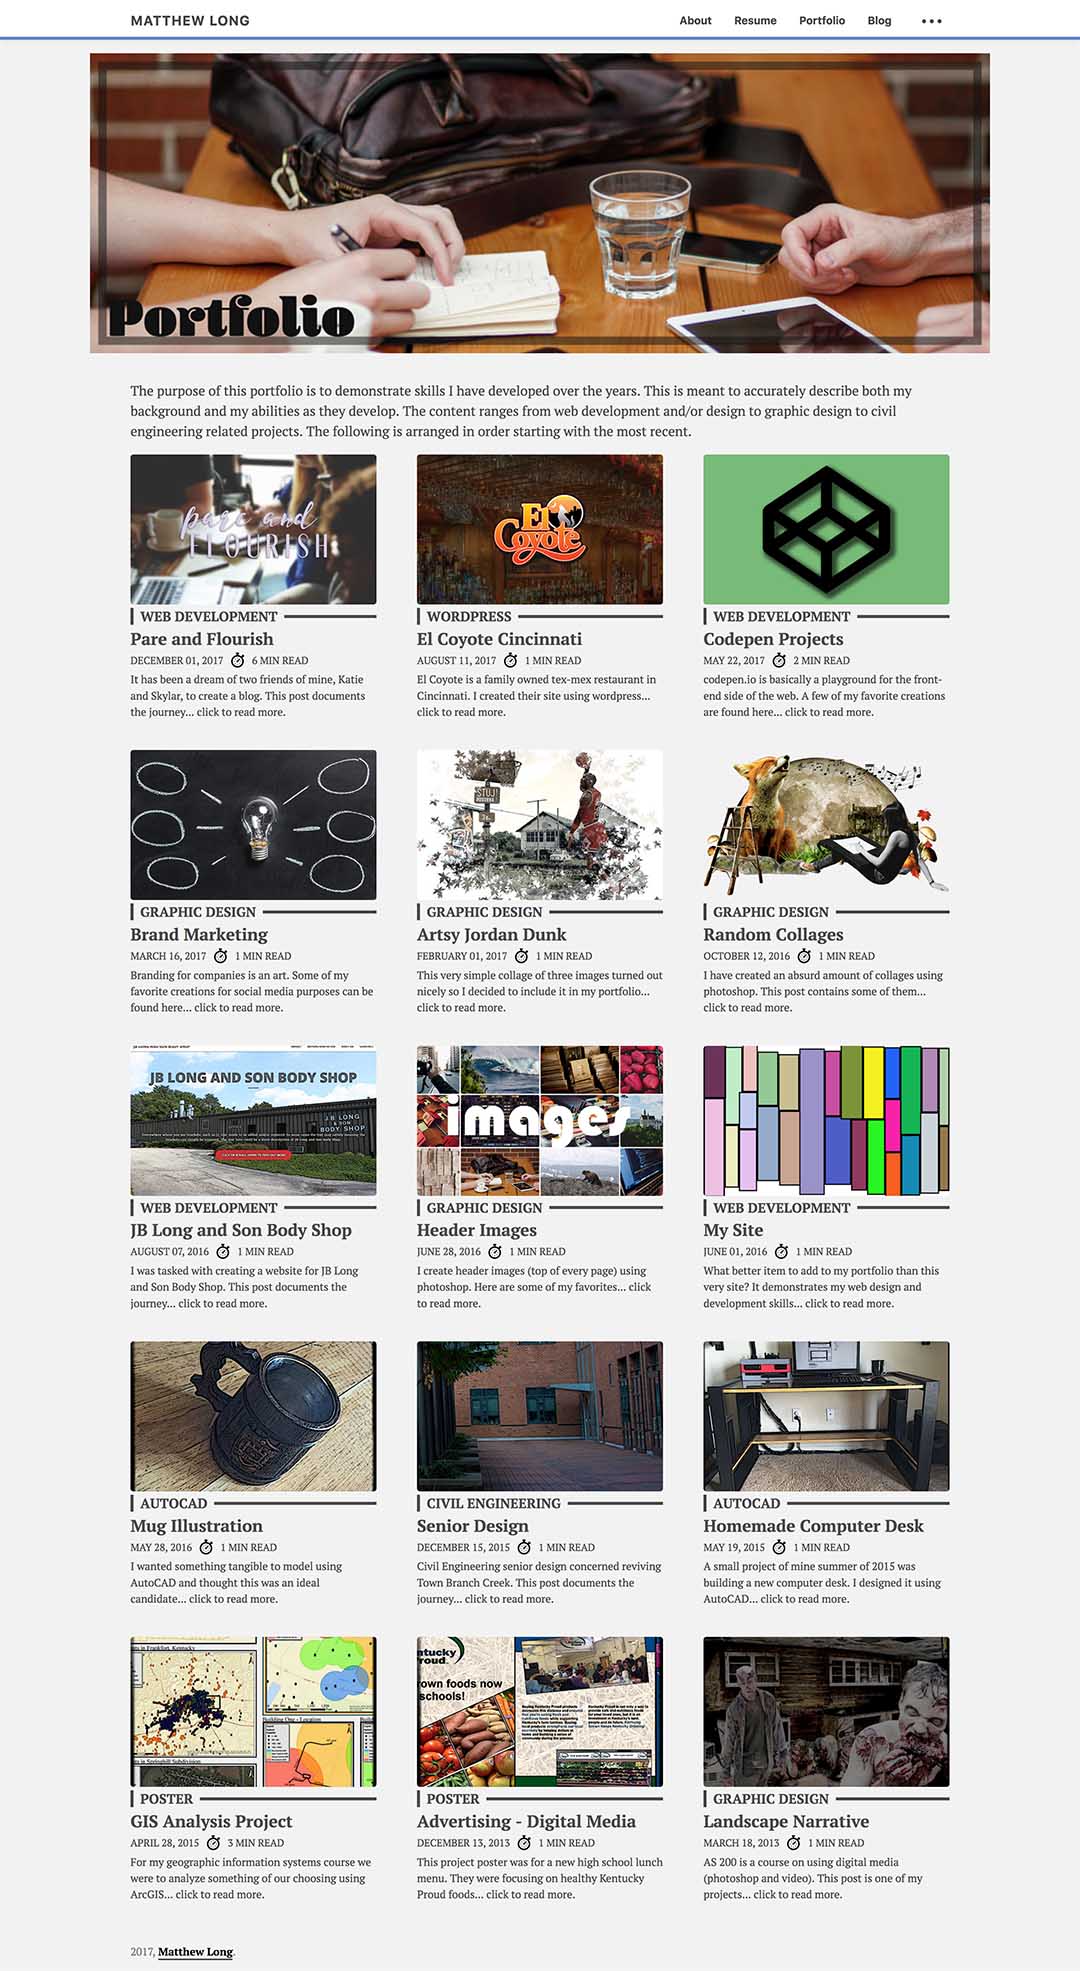 MATTHEW LONG
About Resume Portfolio Blog
Portfolio
The purpose of this portfolio is to demonstrate skills I have developed over the years. This is meant to accurately describe both my
background and my abilities as they develop. The content ranges from web development and/or design to graphic design to civil
engineering related projects. The following is arranged in order starting with the most recent.
pare and
FLOURISH
WEB DEVELOPMENT
Pare and Flourish
DECEMBER 01, 2017 6 MIN READ
It has been a dream of two friends of mine, Katie
and Skylar, to create a blog. This post documents
the journey... click to read more.
El
Coyote
WORDPRESS
El Coyote Cincinnati
AUGUST 11, 2017 1 MIN READ
El Coyote is a family owned tex-mex restaurant in
Cincinnati. I created their site using wordpress...
click to read more.
WEB DEVELOPMENT
Codepen Projects
MAY 22, 2017 2 MIN READ
codepen.io is basically a playground for the front-
end side of the web. A few of my favorite creations
are found here... click to read more.
GRAPHIC DESIGN
Brand Marketing
MARCH 16, 2017 1 MIN READ
Branding for companies is an art. Some of my
favorite creations for social media purposes can be
found here... click to read more.
GRAPHIC DESIGN
Artsy Jordan Dunk
FEBRUARY 01, 2017 1 MIN READ
This very simple collage of three images turned out
nicely so I decided to include it in my portfolio...
click to read more.
GRAPHIC DESIGN
Random Collages
OCTOBER 12, 2016 1 MIN READ
I have created an absurd amount of collages using
photoshop. This post contains some of them...
click to read more.
JB LONG AND SON BODY SHOP
JB LONG
& SON
BODY SHOP
WEB DEVELOPMENT
JB Long and Son Body Shop
AUGUST 07, 2016 1 MIN READ
I was tasked with creating a website for JB Long
and Son Body Shop. This post documents the
journey... click to read more.
images
GRAPHIC DESIGN
Header Images
JUNE 28, 2016 1 MIN READ
I create header images (top of every page) using
photoshop. Here are some of my favorites... click
to read more.
WEB DEVELOPMENT
My Site
JUNE 01, 2016 1 MIN READ
What better item to add to my portfolio than this
very site? It demonstrates my web design and
development skills... click to read more.
AUTOCAD
Mug Illustration
MAY 28, 2016 1 MIN READ
I wanted something tangible to model using
AutoCAD and thought this was an ideal
candidate... click to read more.
CIVIL ENGINEERING
Senior Design
DECEMBER 15, 2015 1 MIN READ
Civil Engineering senior design concerned reviving
Town Branch Creek. This post documents the
journey... click to read more.
AUTOCAD
Homemade Computer Desk
MAY 19, 2015 1 MIN READ
A small project of mine summer of 2015 was
building a new computer desk. I designed it using
AutoCAD... click to read more.
nts in Frankfort, Kentucky
Building One - Location
nts in Springhill Subdivision
POSTER
GIS Analysis Project
APRIL 28, 2015 3 MIN READ
For my geographic information systems course we
were to analyze something of our choosing using
ArcGIS... click to read more.
ntucky
roud
own foods now
schools!
POSTER
Advertising - Digital Media
DECEMBER 13, 2013 1 MIN READ
This project poster was for a new high school lunch
menu. They were focusing on healthy Kentucky
Proud foods... click to read more.
GRAPHIC DESIGN
Landscape Narrative
MARCH 18, 2013 1 MIN READ
AS 200 is a course on using digital media
(photoshop and video). This post is one of my
projects... click to read more.
2017, Matthew Long.